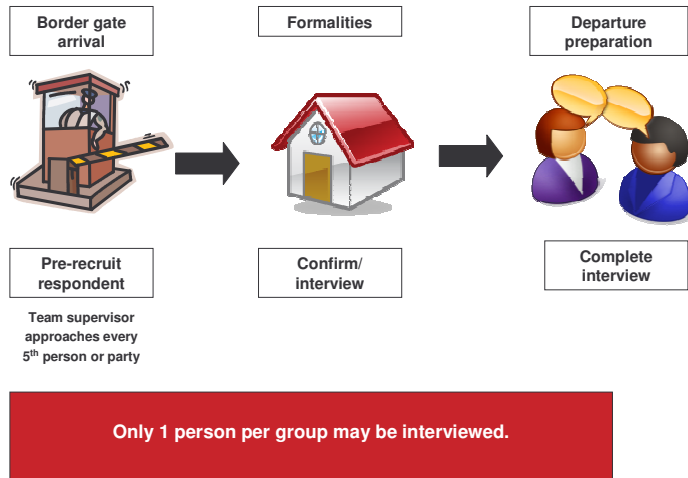 Border gate
arrival
Formalities
Departure
preparation
Pre-recruit
respondent
Confirm/
interview
Complete
interview
Team supervisor
approaches every
5th person or party
Only 1 person per group may be interviewed.